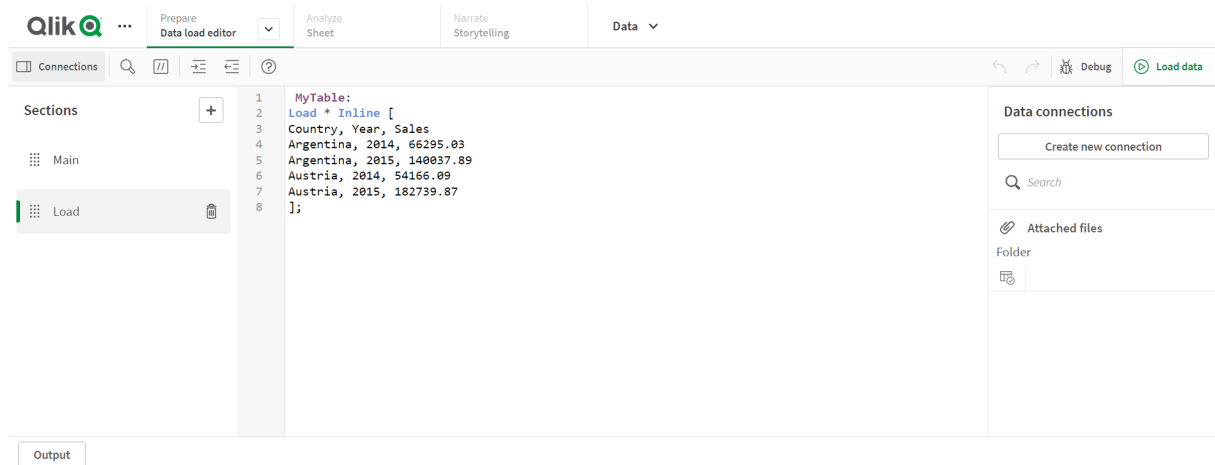 Qlik
Prepare
Data load editor
Analyze
Sheet
Narrate
Storytelling
Data
Connections
//
?
Debug
Load data
Sections
+
Main
Load
1 MyTable:
2 Load * Inline [
3 Country, Year, Sales
4 Argentina, 2014, 66295.03
5 Argentina, 2015, 140037.89
6 Austria, 2014, 54166.09
7 Austria, 2015, 182739.87
8 ];
Data connections
Create new connection
Search
Attached files
Folder
Output